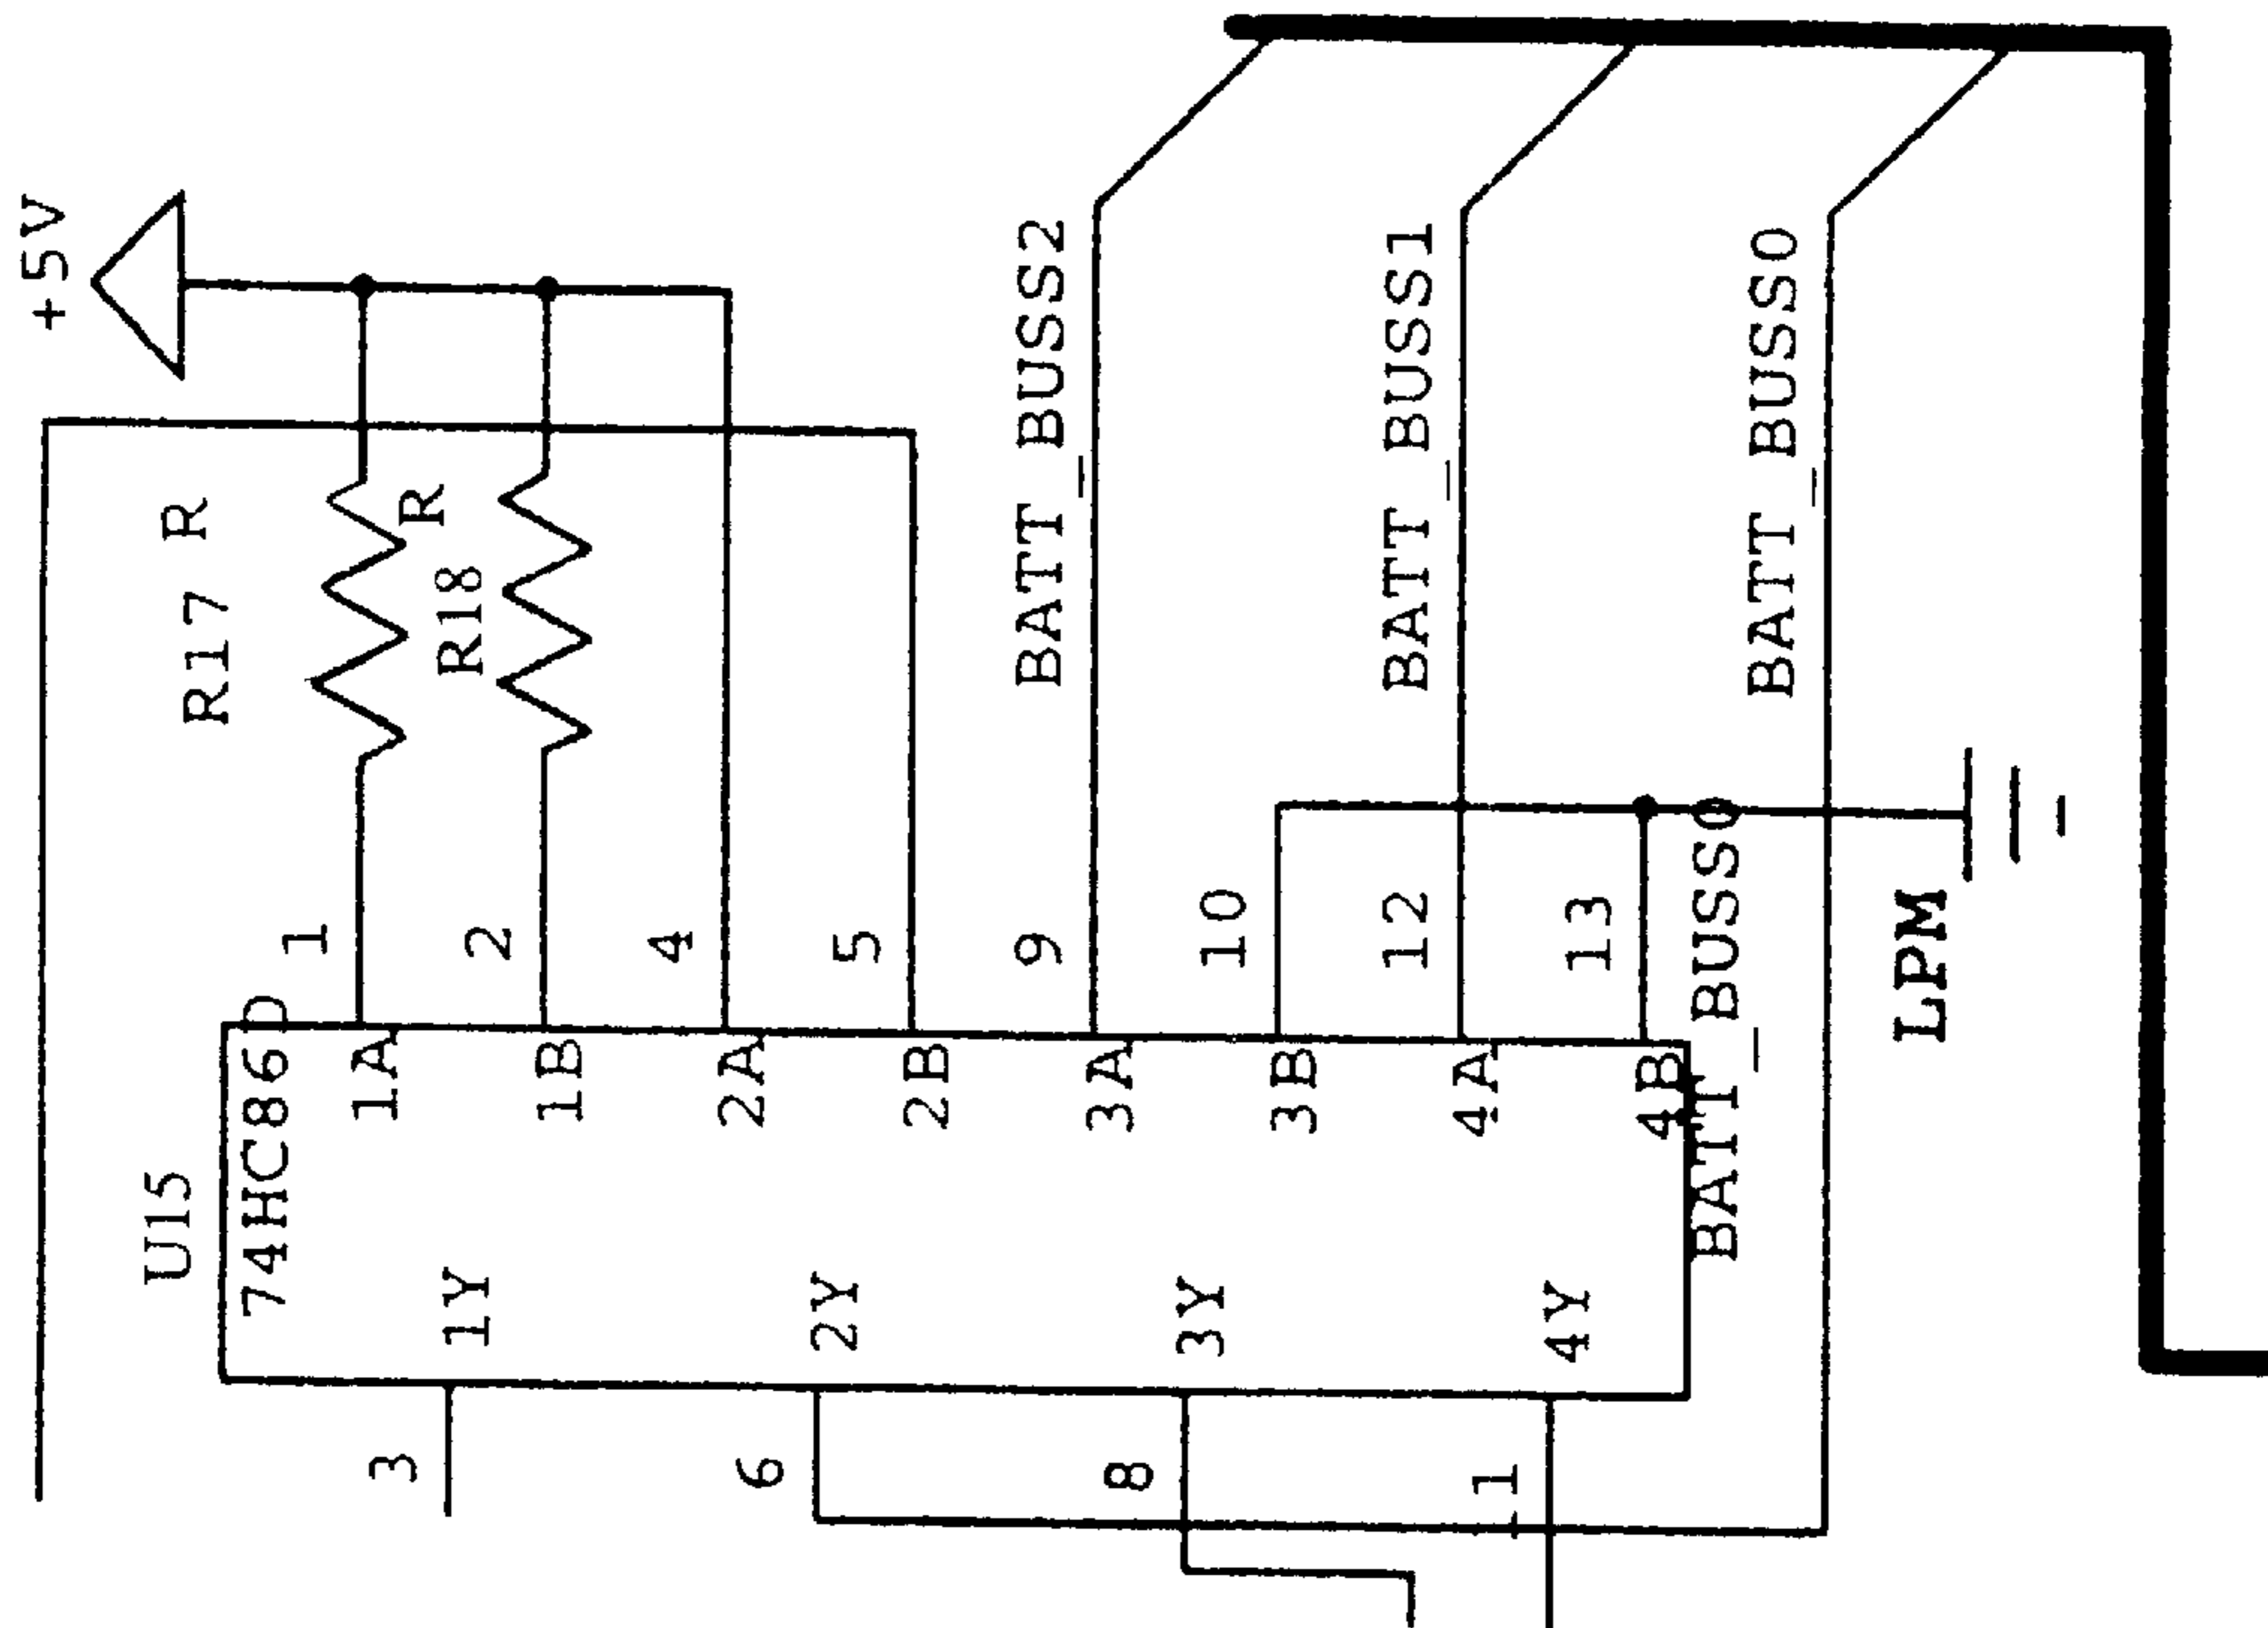 +5V
R17 R
R18 R
BATT_BUSS2
BATT_BUSS1
BATT_BUSS0
1
2
4
5
9
10
12
13
U15
74HC86D
1A
1B
2A
2B
3A
3B
4A
4B
BATT_BUSS0
LPM
1Y
2Y
3Y
4Y
3
6
8
11